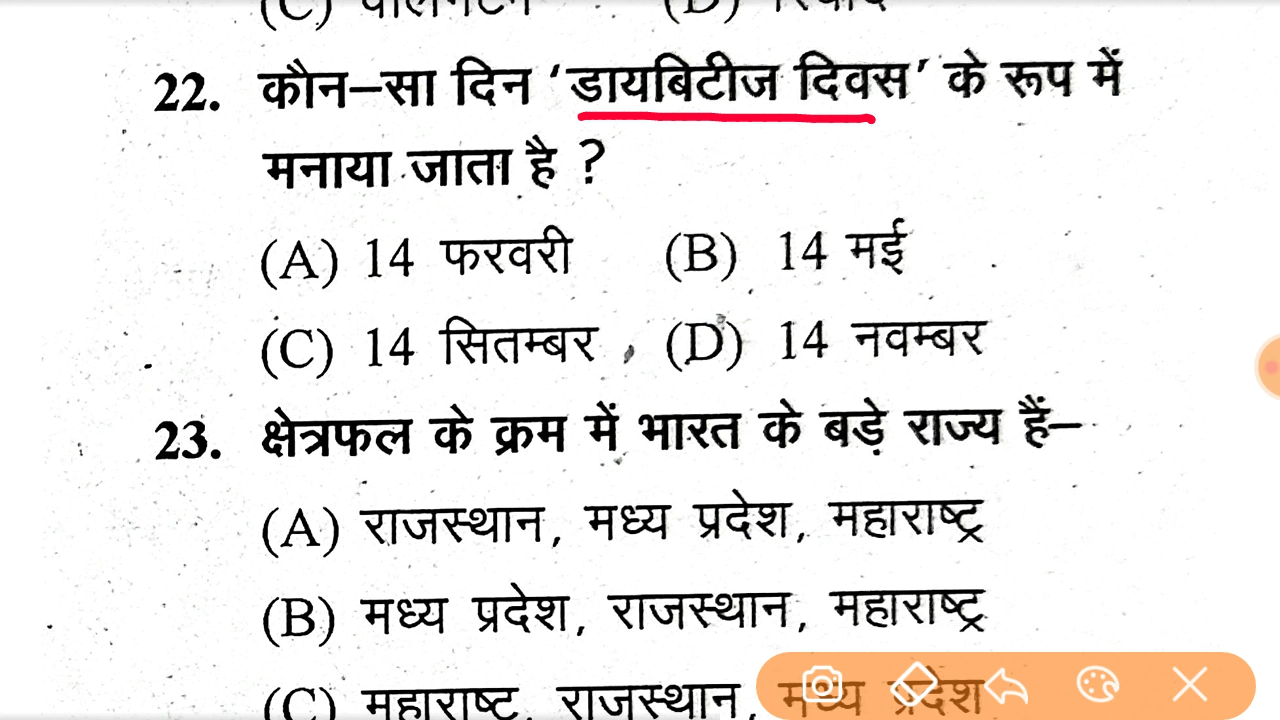 22. कौन–सा दिन ‘डायबिटीज दिवस’ के रूप में
मनाया जाता है ?
(A) 14 फरवरी (B) 14 मई
(C) 14 सितम्बर (D) 14 नवम्बर
23. क्षेत्रफल के क्रम में भारत के बड़े राज्य हैं–
(A) राजस्थान, मध्य प्रदेश, महाराष्ट्र
(B) मध्य प्रदेश, राजस्थान, महाराष्ट्र
(C) महाराष्ट्र, राजस्थान, मध्य प्रदेश